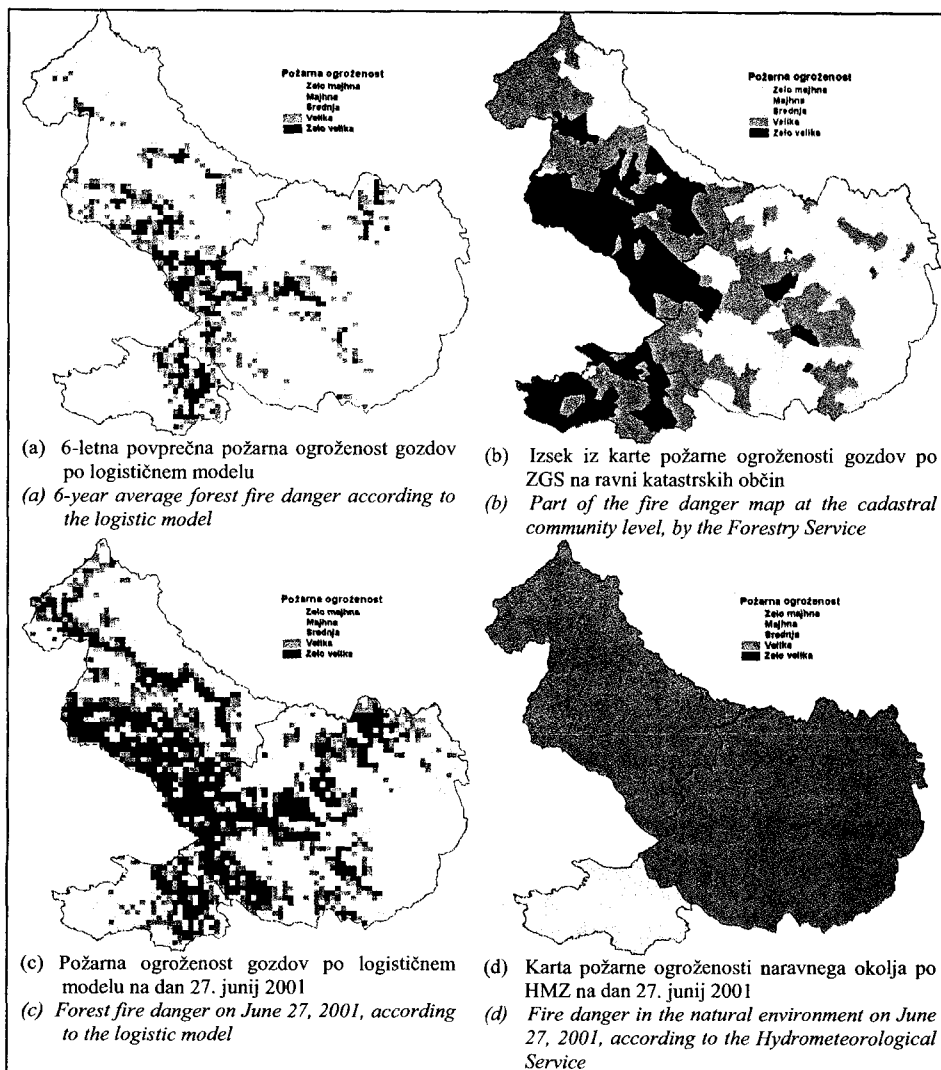 Požarna ogroženost
Zelo majhna
Majhna
Srednja
Velika
Zelo velika
Požarna ogroženost
Zelo majhna
Majhna
Srednja
Velika
Zelo velika
(a) 6-letna povprečna požarna ogroženost gozdov
po logističnem modelu
(a) 6-year average forest fire danger according to
the logistic model
(b) Izsek iz karte požarne ogroženosti gozdov po
ZGS na ravni katastrskih občin
(b) Part of the fire danger map at the cadastral
community level, by the Forestry Service
Požarna ogroženost
Zelo majhna
Majhna
Srednja
Velika
Zelo velika
Požarna ogroženost
Zelo majhna
Majhna
Srednja
Velika
Zelo velika
(c) Požarna ogroženost gozdov po logističnem
modelu na dan 27. junij 2001
(c) Forest fire danger on June 27, 2001, according
to the logistic model
(d) Karta požarne ogroženosti naravnega okolja po
HMZ na dan 27. junij 2001
(d) Fire danger in the natural environment on June
27, 2001, according to the Hydrometeorological
Service